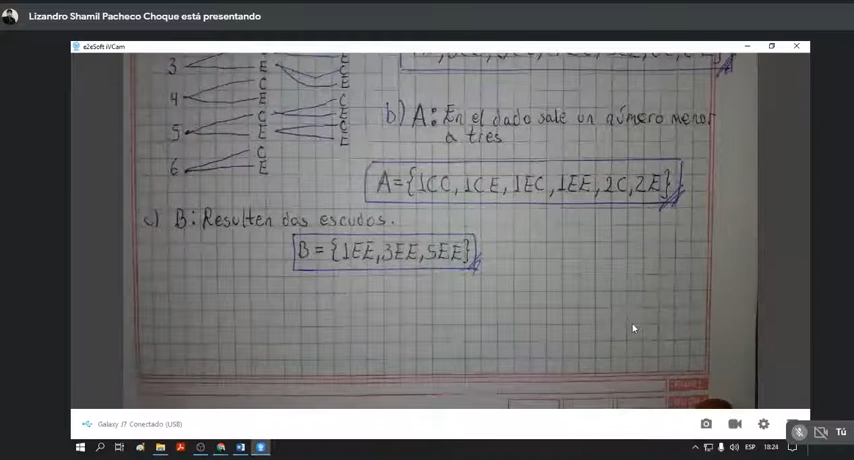 Lizandro Shamil Pacheco Choque está presentando
e2eSoft iVCam
3 E C E
4 C E
5 C E C E C E
6 C E
b) A: En el dado sale un número menor
a tres
A = {1CC, 1CE, 1EC, 1EE, 2C, 2E}
c) B: Resulten dos escudos.
B = {1EE, 3EE, 5EE}
Galaxy J7 Conectado (USB)
Tú
ESP 18:24